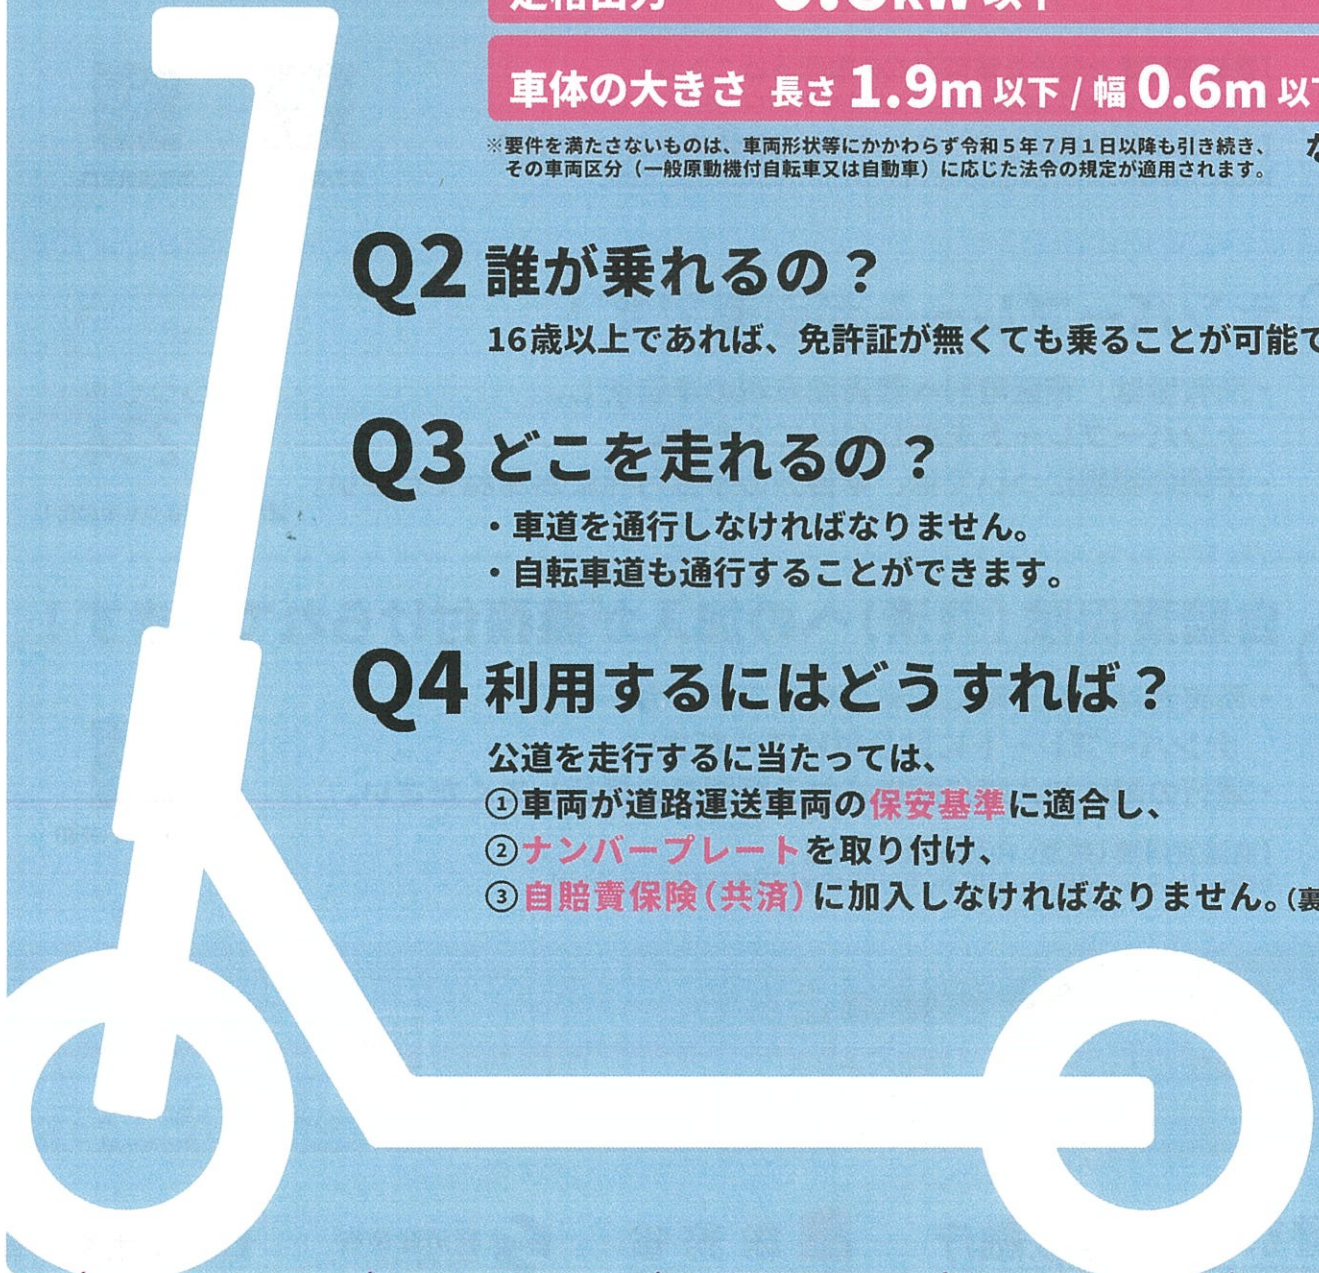 定格出力 0.6kW 以下
車体の大きさ 長さ 1.9m 以下 / 幅 0.6m 以下
※要件を満たさないものは、車両形状等にかかわらず令和5年7月1日以降も引き続き、
その車両区分（一般原動機付自転車又は自動車）に応じた法令の規定が適用されます。
Q2 誰が乗れるの？
16歳以上であれば、免許証が無くても乗ることが可能で
Q3 どこを走れるの？
・車道を通行しなければなりません。
・自転車道も通行することができます。
Q4 利用するにはどうすれば？
公道を走行するに当たっては、
①車両が道路運送車両の保安基準に適合し、
②ナンバープレートを取り付け、
③自賠責保険（共済）に加入しなければなりません。（裏